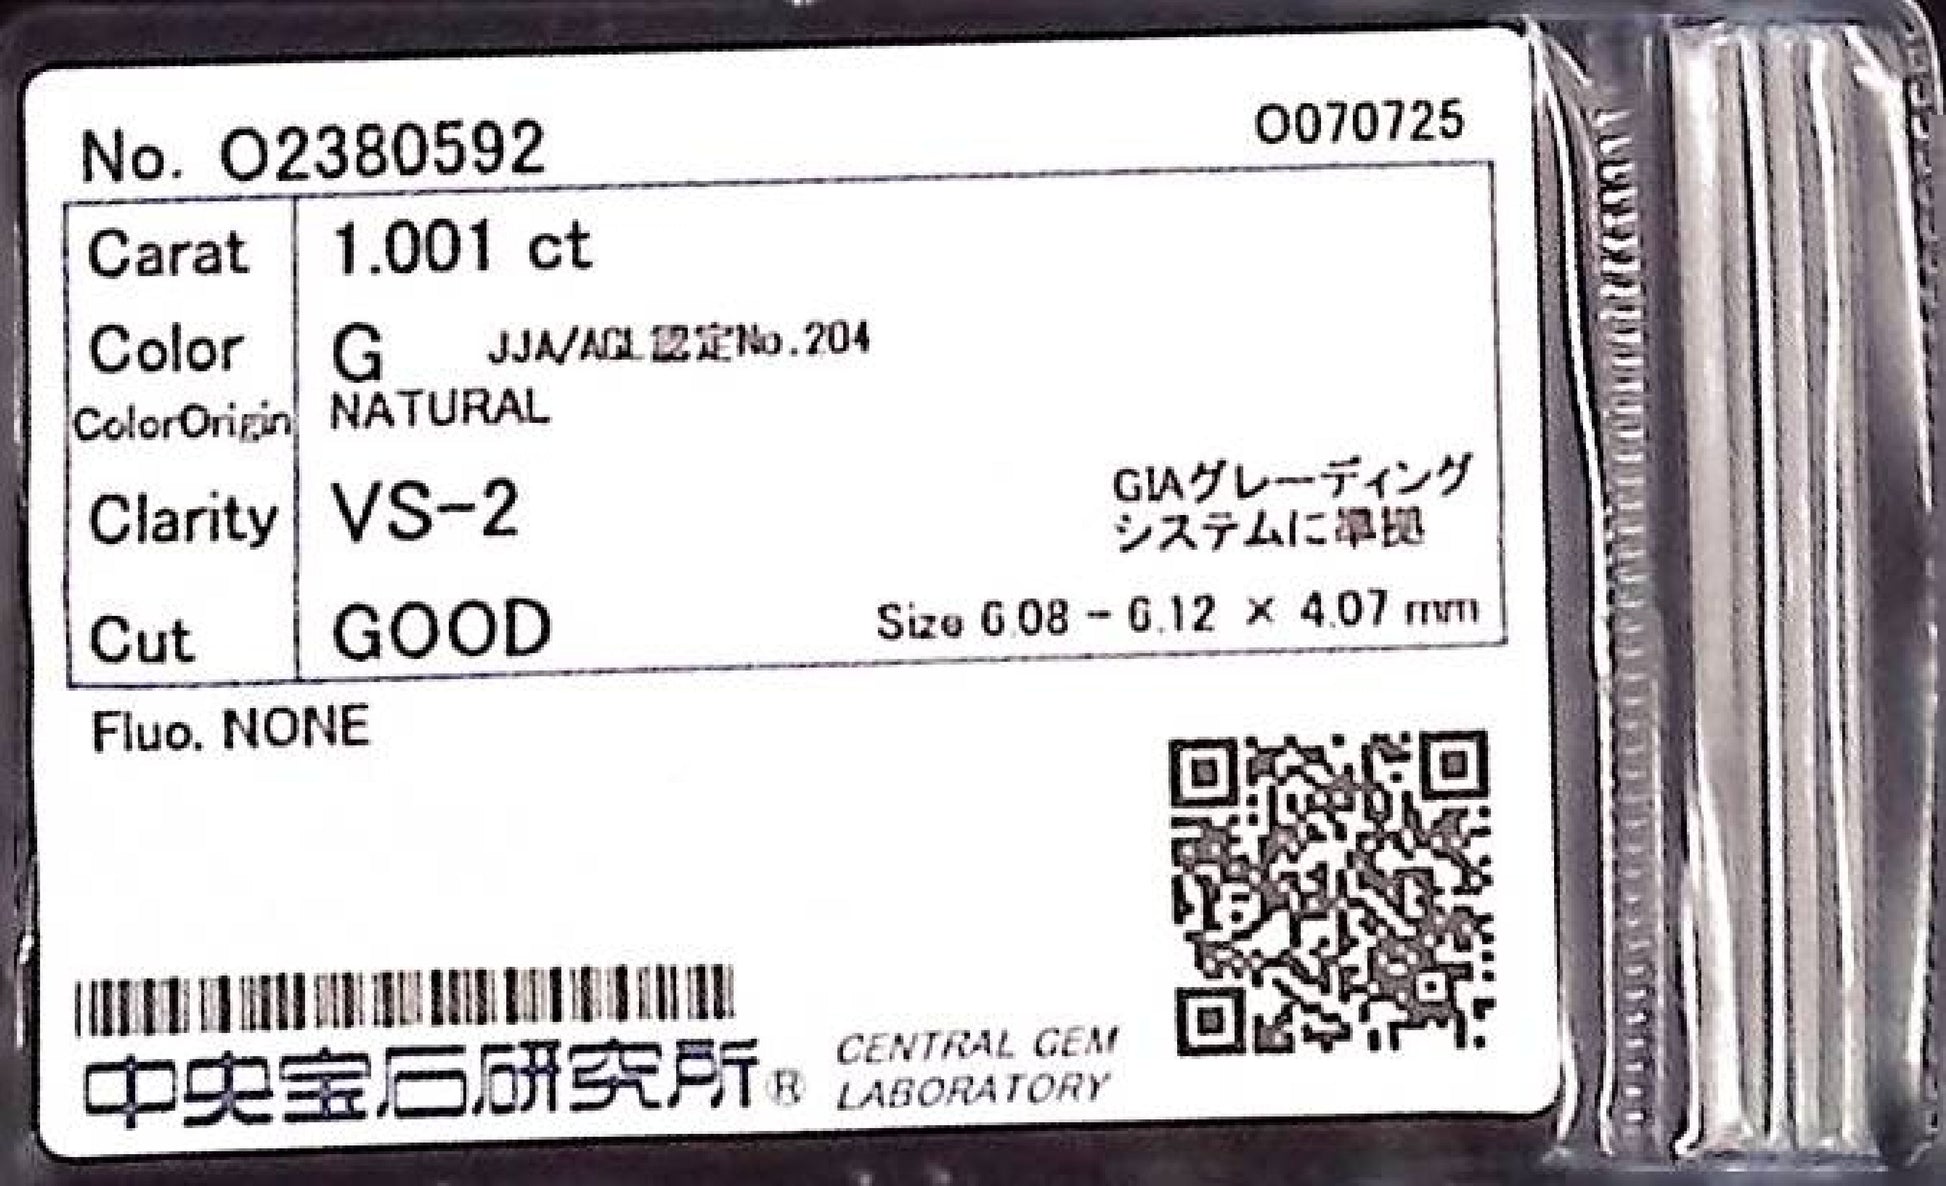 No. O2380592
O070725
Carat 1.001 ct
Color G JJA/AGL認定No.204
ColorOrigin NATURAL
Clarity VS-2
GIAグレーディング
システムに準拠
Cut GOOD Size 6.08 - 6.12 × 4.07 mm
Fluo. NONE
中央宝石研究所® CENTRAL GEM
LABORATORY